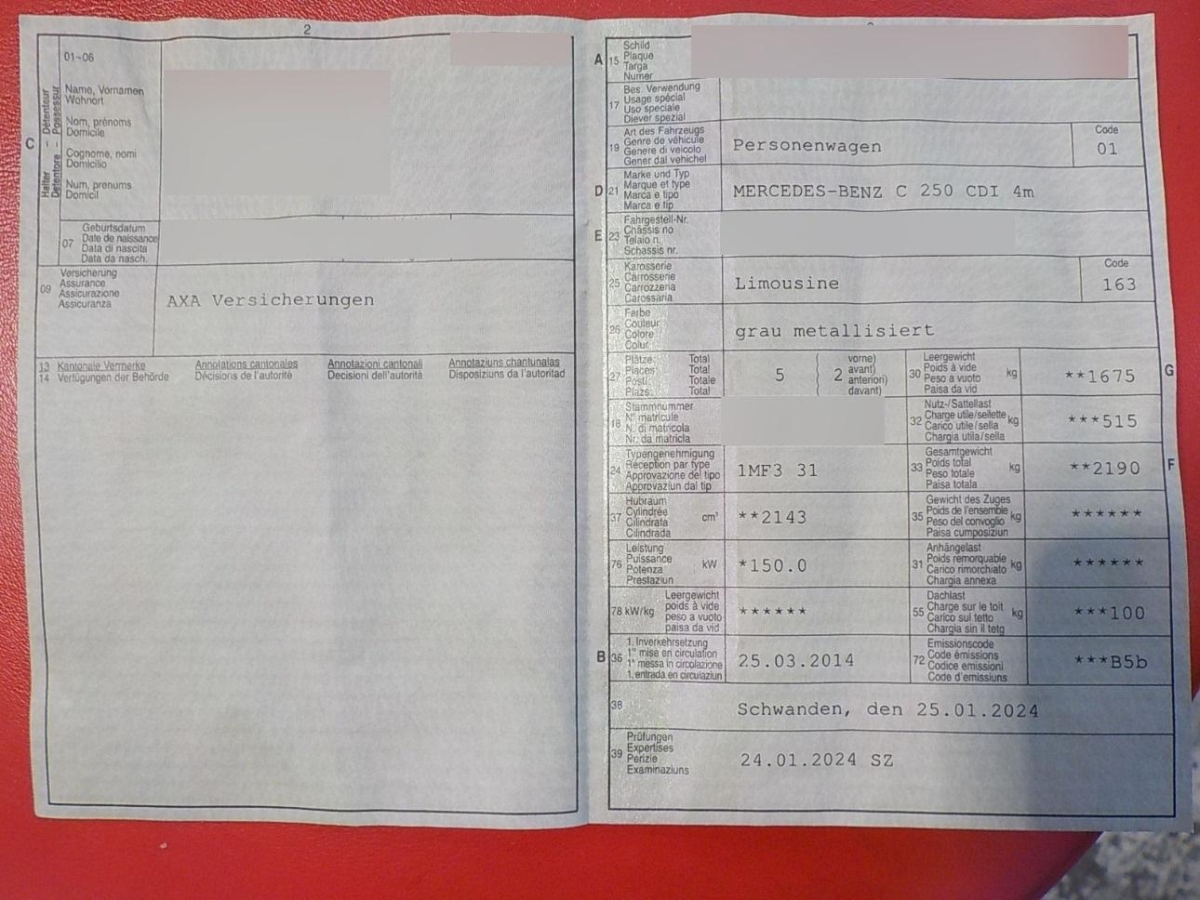 2
01-06
Halter - Détenteur
Detentore - Possessur
C
Name, Vornamen
Wohnort
Nom, prénoms
Domicile
Cognome, nomi
Domicilio
Num, prenums
Domicil
07
Geburtsdatum
Date de naissance
Data di nascita
Data da nasch.
09
Versicherung
Assurance
Assicurazione
Assicuranza
AXA Versicherungen
13 Kantonale Vermerke Annotations cantonales Annotazioni cantonali Annotaziuns chantunalas
14 Verfügungen der Behörde Décisions de l'autorité Decisioni dell'autorità Disposiziuns da l'autoritad
A 15
Schild
Plaque
Targa
Numer
17
Bes. Verwendung
Usage spécial
Uso speciale
Diever spezial
19
Art des Fahrzeugs
Genre de véhicule
Genere di veicolo
Gener dal vehichel
Personenwagen
Code
01
D 21
Marke und Typ
Marque et type
Marca e tipo
Marca e tip
MERCEDES-BENZ C 250 CDI 4m
E 23
Fahrgestell-Nr.
Châssis no
Telaio n.
Schassis nr.
25
Karosserie
Carrosserie
Carrozzeria
Carossaria
Limousine
Code
163
26
Farbe
Couleur
Colore
Colur
grau metallisiert
27
Plätze: Total
Places: Total
Posti: Totale
Plazs: Total
5
2
vorne)
avant)
anteriori)
davant)
30
Leergewicht
Poids à vide
Peso a vuoto
Paisa da vid
kg
**1675
G
18
Stammnummer
N° matricule
N. di matricola
Nr. da matricla
32
Nutz-/Sattellast
Charge utile/sellette
Carico utile/sella
Chargia utila/sella
kg
***515
24
Typengenehmigung
Réception par type
Approvazione del tipo
Approvaziun dal tip
1MF3 31
33
Gesamtgewicht
Poids total
Peso totale
Paisa totala
kg
**2190
F
37
Hubraum
Cylindrée
Cilindrata
Cilindrada
cm³
**2143
35
Gewicht des Zuges
Poids de l'ensemble
Peso del convoglio
Paisa cumposiziun
kg
******
76
Leistung
Puissance
Potenza
Prestaziun
kW
*150.0
31
Anhängelast
Poids remorquable
Carico rimorchiato
Chargia annexa
kg
******
78 kW/kg
Leergewicht
poids à vide
peso a vuoto
paisa da vid
******
55
Dachlast
Charge sur le toit
Carico sul tetto
Chargia sin il tetg
kg
***100
B 36
1. Inverkehrsetzung
1re mise en circulation
1a messa in circolazione
1. entrada en circulaziun
25.03.2014
72
Emissionscode
Code émissions
Codice emissioni
Code d'emissiuns
***B5b
38
Schwanden, den 25.01.2024
39
Prüfungen
Expertises
Perizie
Examinaziuns
24.01.2024 SZ